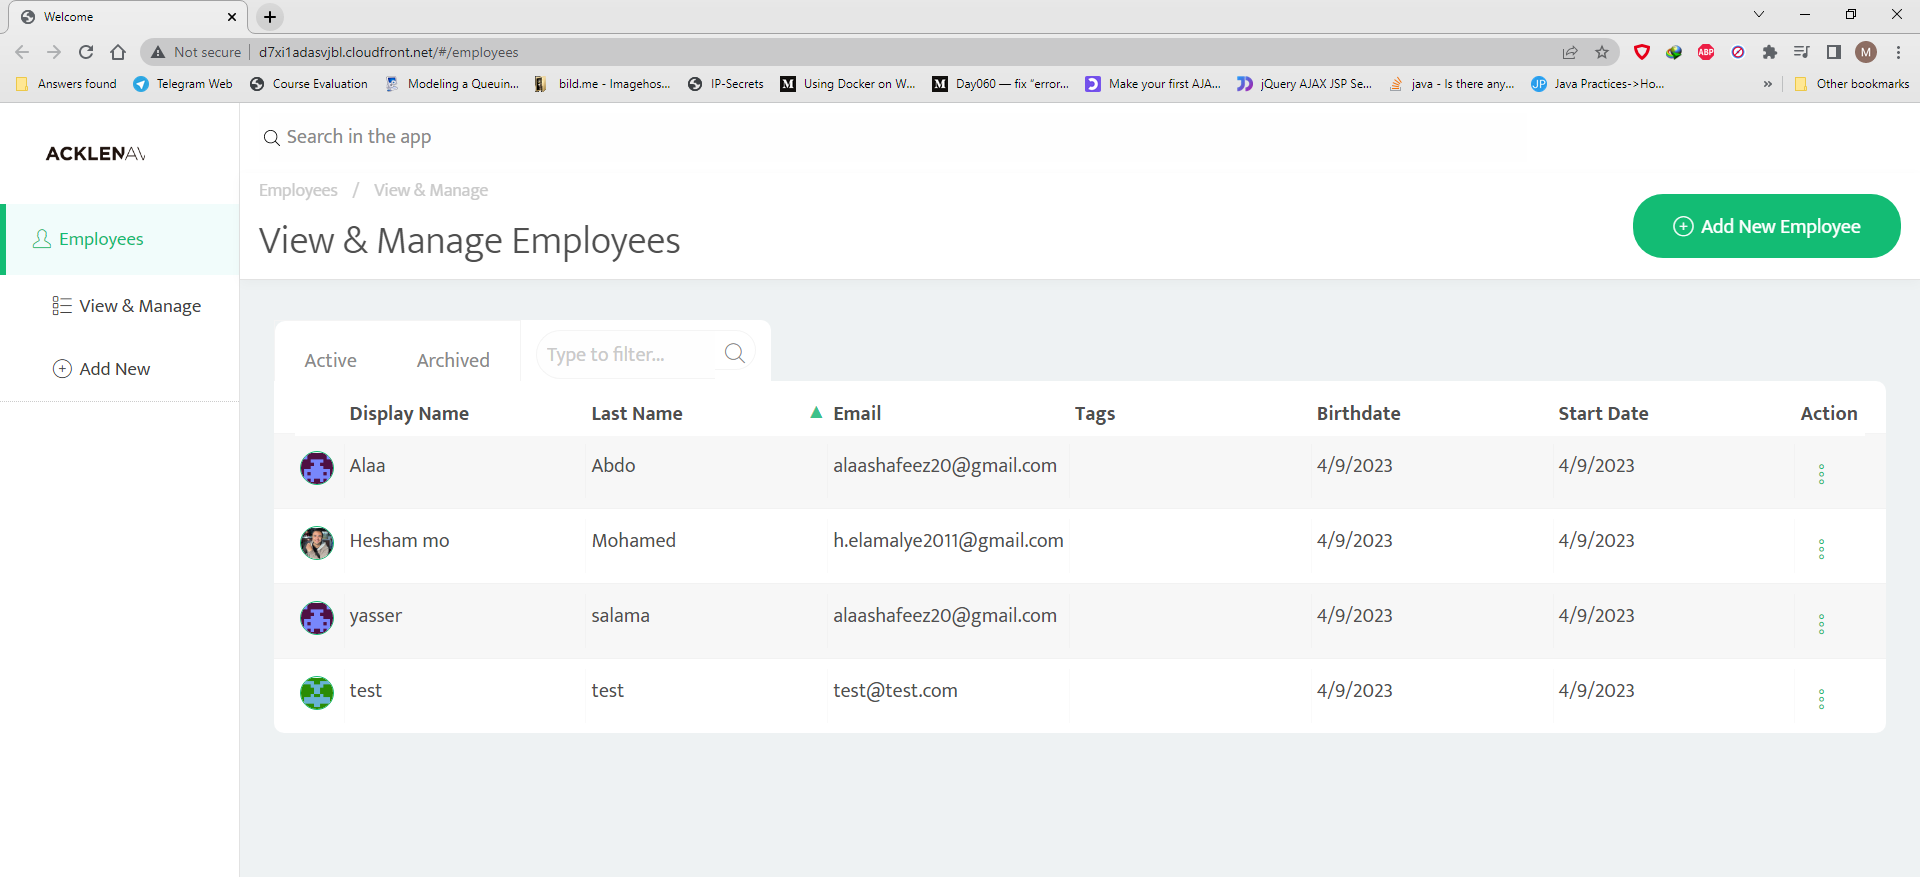 Welcome
Not secure
d7xi1adasvjbl.cloudfront.net/#/employees
ABP
M
Answers found
Telegram Web
Course Evaluation
Modeling a Queuin...
bild.me - Imagehos...
IP-Secrets
M
Using Docker on W...
M
Day060 — fix "error...
Make your first AJA...
jQuery AJAX JSP Se...
java - Is there any...
JP
Java Practices->Ho...
»
Other bookmarks
ACKLENAV
Search in the app
Employees / View & Manage
View & Manage Employees
Add New Employee
Employees
View & Manage
Add New
Active
Archived
Type to filter...
Display Name Last Name Email Tags Birthdate Start Date Action
Alaa Abdo alaashafeez20@gmail.com 4/9/2023 4/9/2023
Hesham mo Mohamed h.elamalye2011@gmail.com 4/9/2023 4/9/2023
yasser salama alaashafeez20@gmail.com 4/9/2023 4/9/2023
test test test@test.com 4/9/2023 4/9/2023